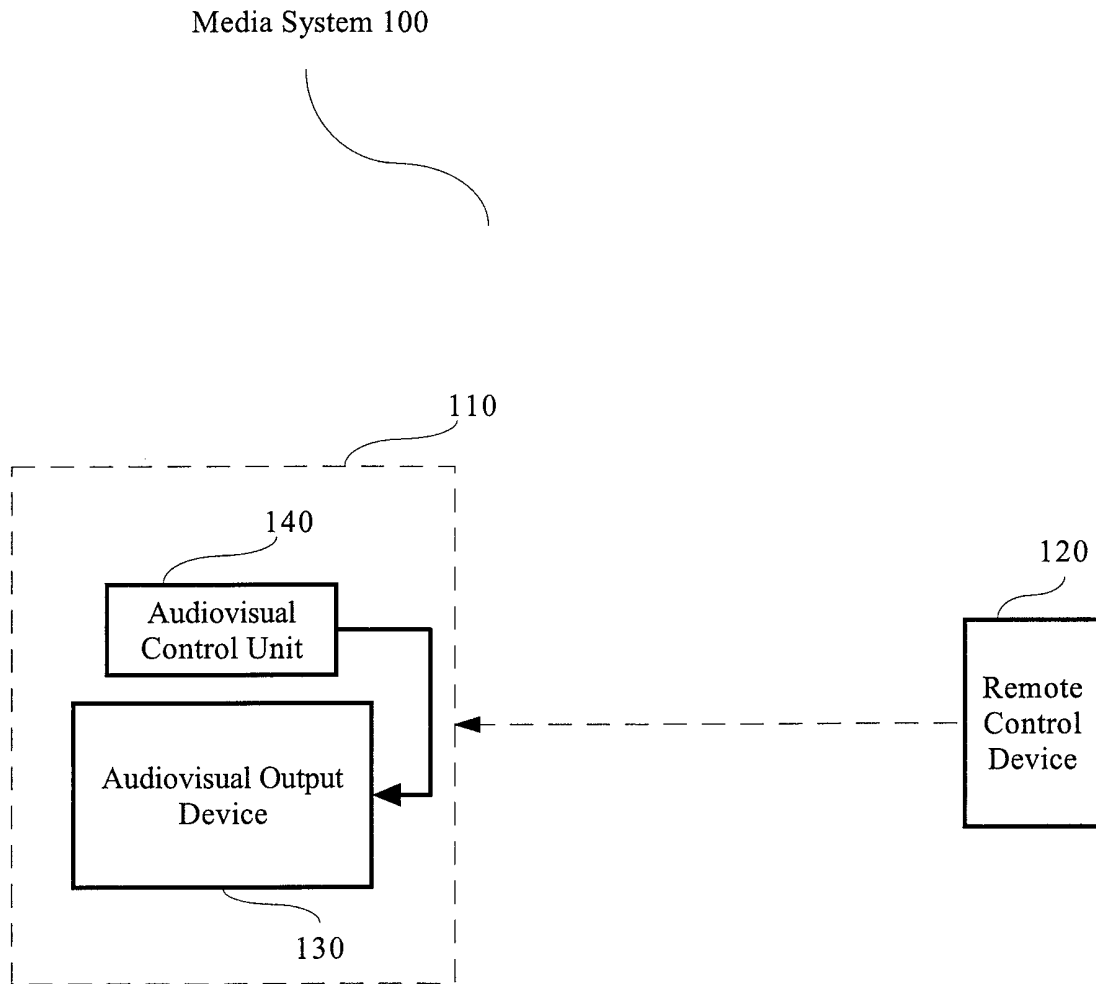 Media System 100
110
140
Audiovisual
Control Unit
120
Remote
Control
Device
Audiovisual Output
Device
130